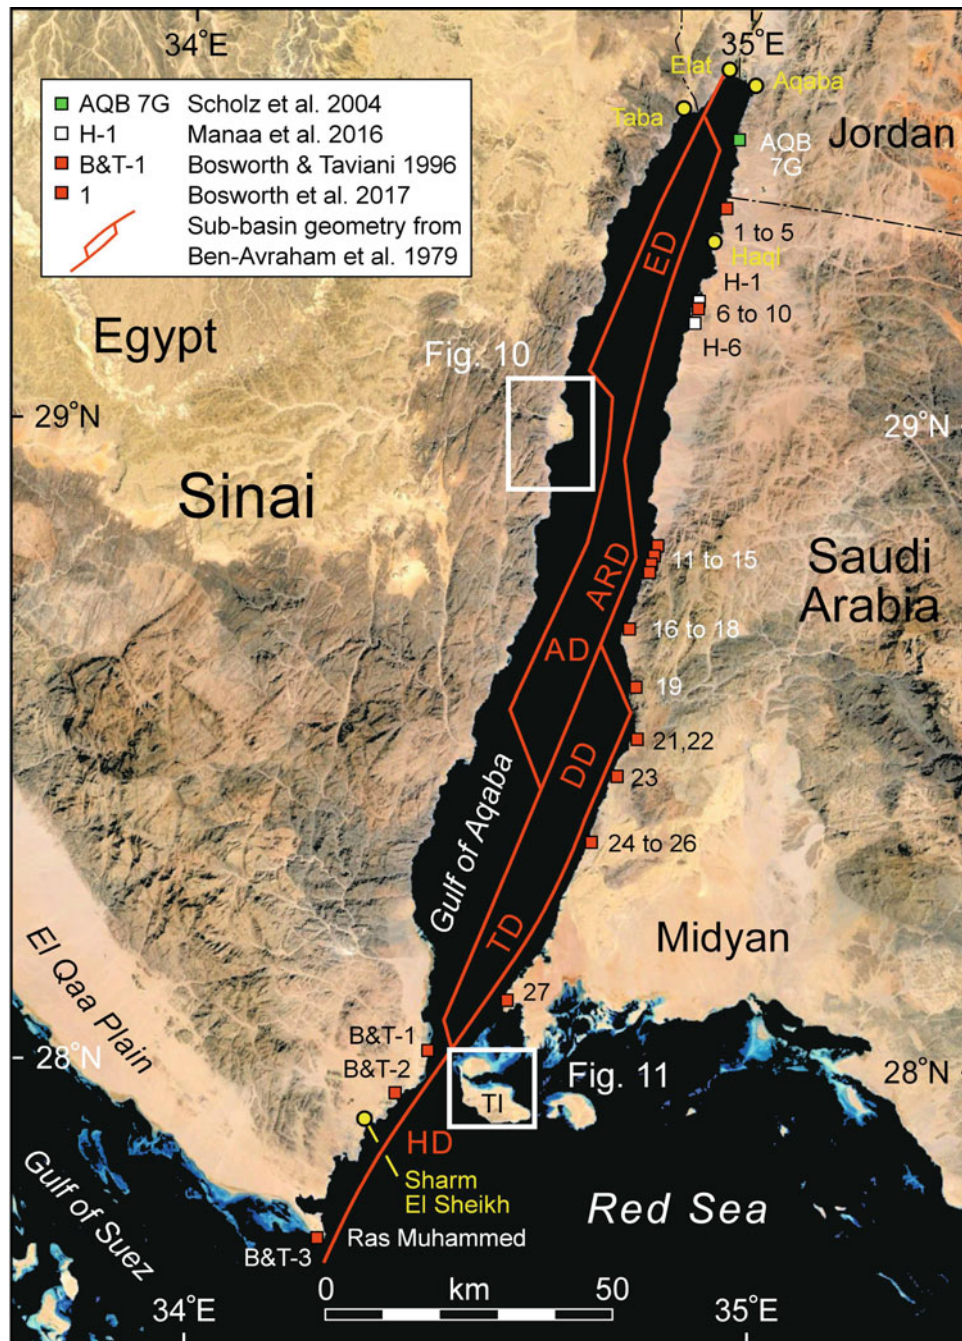 34°E
35°E
Elat
Aqaba
Taba
AQB 7G Scholz et al. 2004
H-1 Manaa et al. 2016
B&T-1 Bosworth & Taviani 1996
1 Bosworth et al. 2017
Sub-basin geometry from
Ben-Avraham et al. 1979
Jordan
AQB
7G
1 to 5
ED
Haql
H-1
6 to 10
H-6
Egypt
Fig. 10
29°N
29°N
Sinai
Saudi
Arabia
ARD
11 to 15
16 to 18
AD
19
DD
21,22
23
Gulf of Aqaba
24 to 26
TD
Midyan
El Qaa Plain
27
B&T-1
28°N
28°N
B&T-2
Fig. 11
TI
HD
Sharm
El Sheikh
Gulf of Suez
Red Sea
Ras Muhammed
B&T-3
0 km 50
34°E
35°E